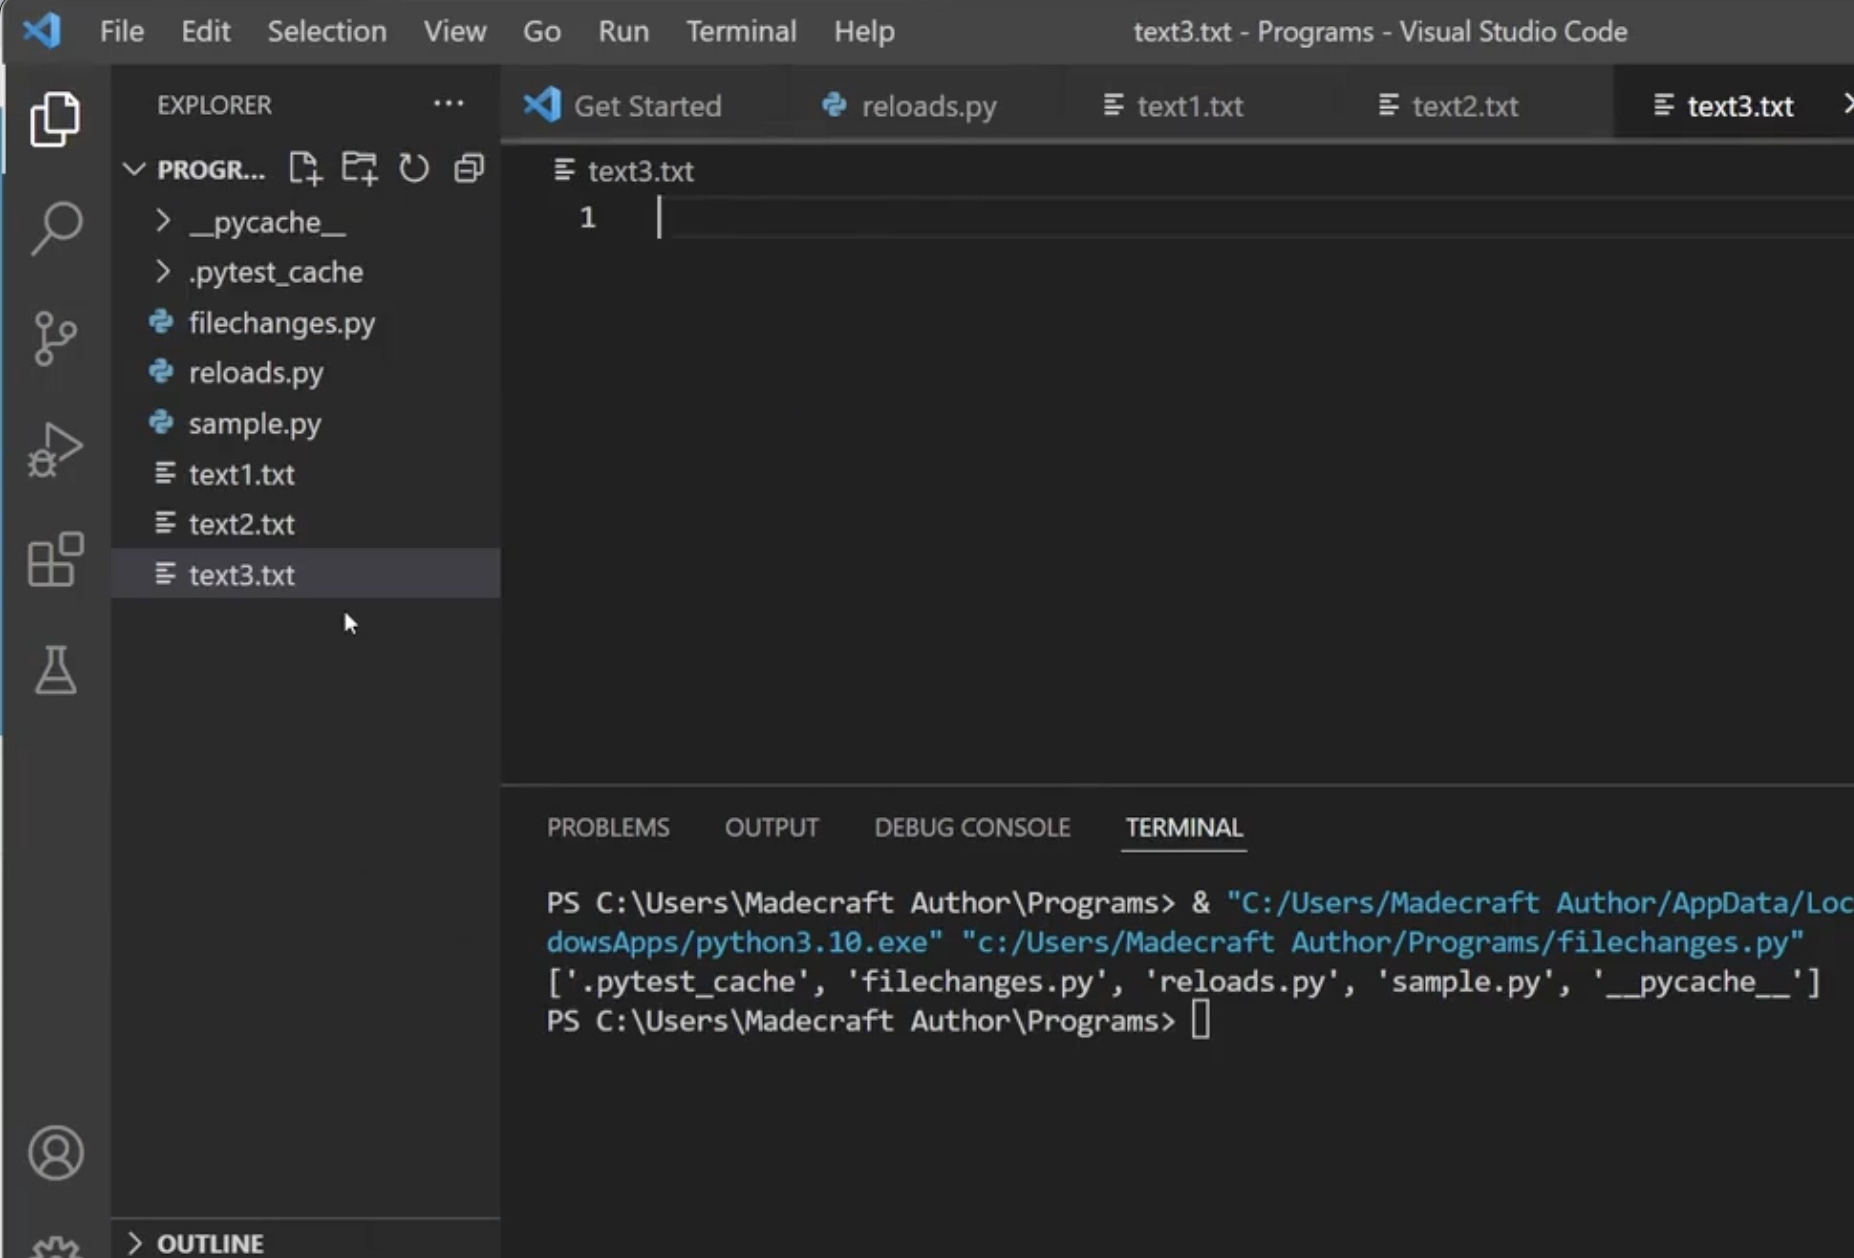 File Edit Selection View Go Run Terminal Help text3.txt - Programs - Visual Studio Code
EXPLORER ...
Get Started reloads.py text1.txt text2.txt text3.txt
PROGR...
text3.txt
1
__pycache__
.pytest_cache
filechanges.py
reloads.py
sample.py
text1.txt
text2.txt
text3.txt
PROBLEMS OUTPUT DEBUG CONSOLE TERMINAL
PS C:\Users\Madecraft Author\Programs> & "C:/Users/Madecraft Author/AppData/Loc
dowsApps/python3.10.exe" "c:/Users/Madecraft Author/Programs/filechanges.py"
['.pytest_cache', 'filechanges.py', 'reloads.py', 'sample.py', '__pycache__']
PS C:\Users\Madecraft Author\Programs>
OUTLINE